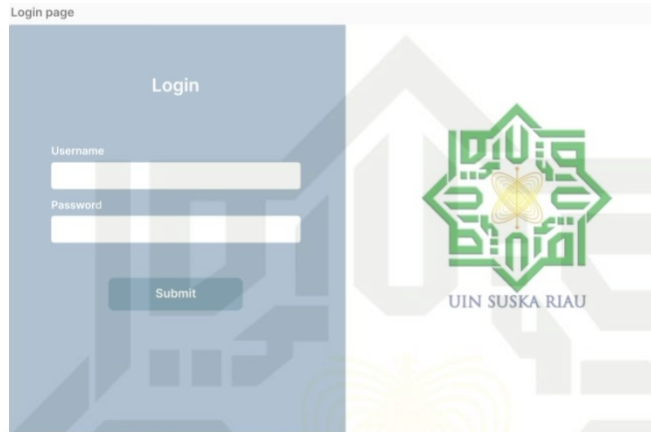 Login page
Login
Username
Password
Submit
UIN SUSKA RIAU